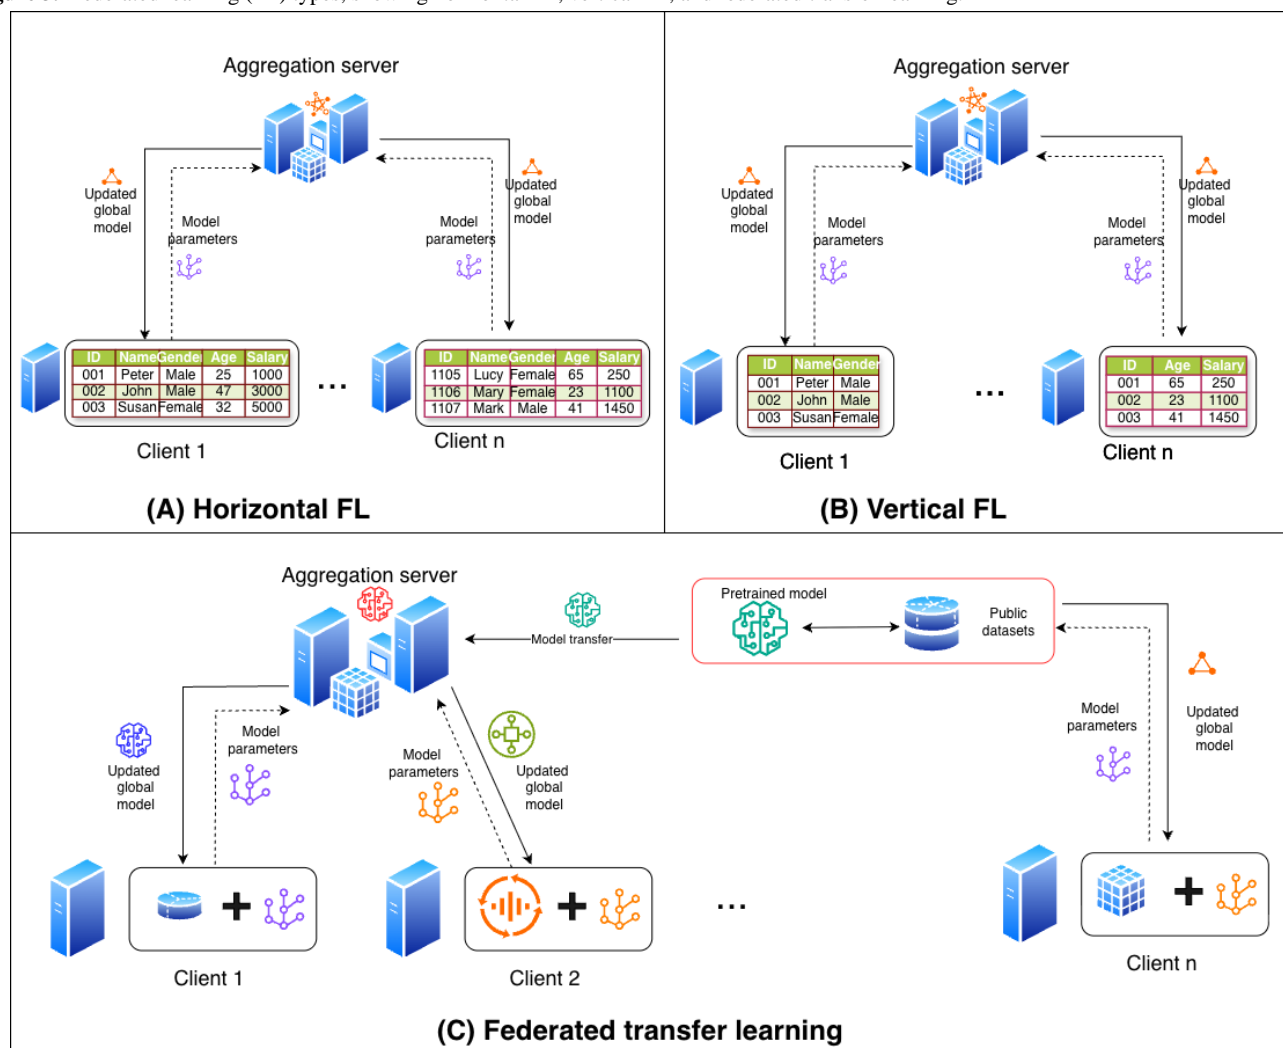 Aggregation server
Updated
global
model
Model
parameters
Updated
global
model
Model
parameters
ID Name Gender Age Salary
001 Peter Male 25 1000
002 John Male 47 3000
003 Susan Female 32 5000
Client 1
...
ID Name Gender Age Salary
1105 Lucy Female 65 250
1106 Mary Female 23 1100
1107 Mark Male 41 1450
Client n
(A) Horizontal FL
Aggregation server
Updated
global
model
Model
parameters
Updated
global
model
Model
parameters
ID Name Gender
001 Peter Male
002 John Male
003 Susan Female
Client 1
...
ID Age Salary
001 65 250
002 23 1100
003 41 1450
Client n
(B) Vertical FL
Aggregation server
Model transfer
Pretrained model
Public
datasets
Updated
global
model
Model
parameters
Model
parameters
Updated
global
model
Model
parameters
Updated
global
model
Client 1
Client 2
...
Client n
(C) Federated transfer learning